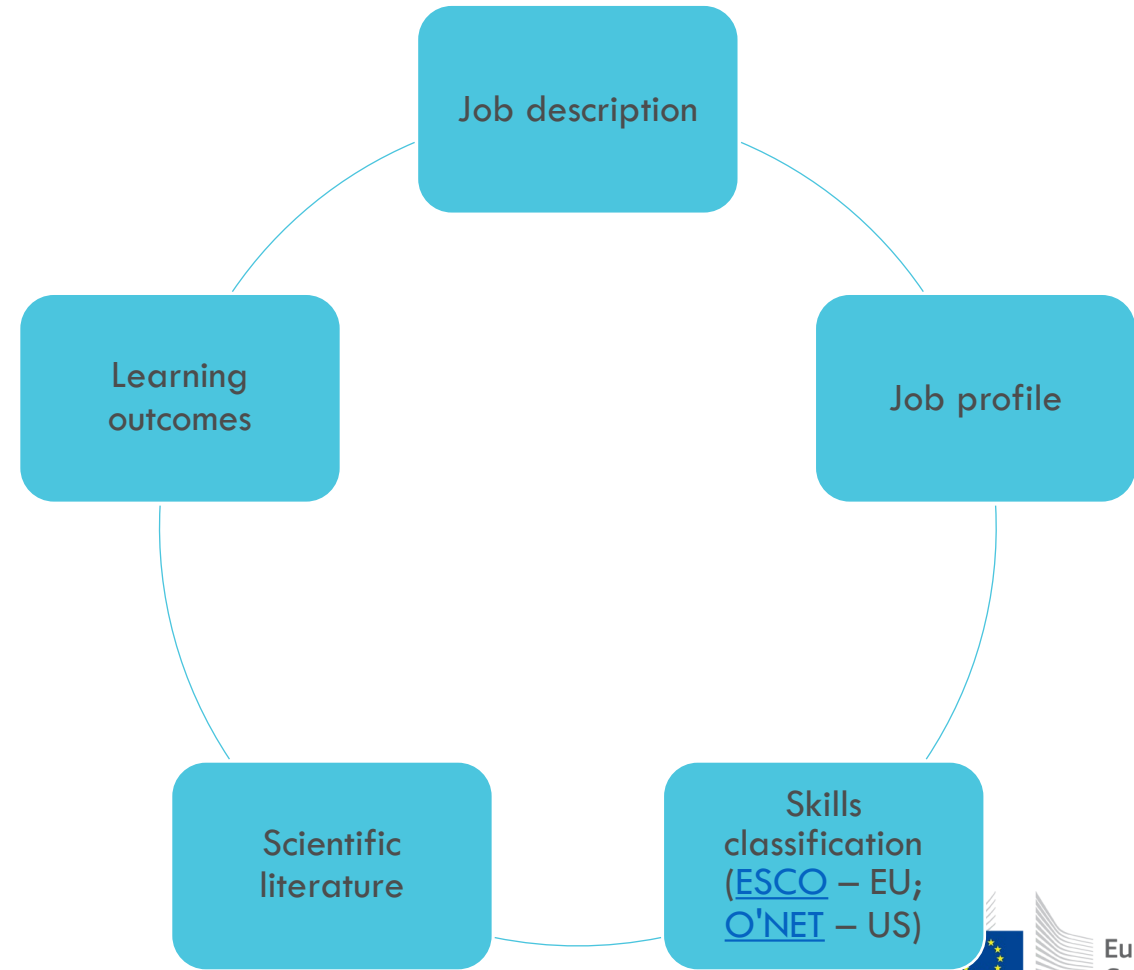 Job description
Job profile
Skills
classification
(ESCO – EU;
O'NET – US)
Scientific
literature
Learning
outcomes
Eu